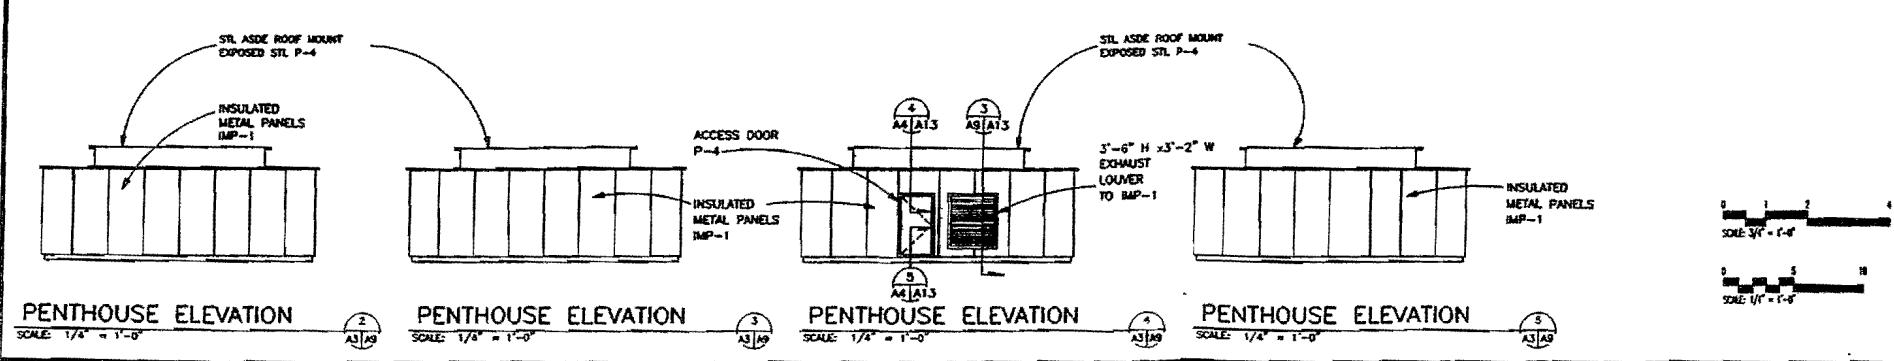 STL ASDE ROOF MOUNT
EXPOSED STL P-4
INSULATED
METAL PANELS
IMP-1
PENTHOUSE ELEVATION
SCALE: 1/4" = 1'-0"
2
A3 A9
ACCESS DOOR
P-4
INSULATED
METAL PANELS
IMP-1
PENTHOUSE ELEVATION
SCALE: 1/4" = 1'-0"
3
A3 A9
STL ASDE ROOF MOUNT
EXPOSED STL P-4
4
A4 A13
3
A9 A13
3'-6" H x3'-2" W
EXHAUST
LOUVER
TO IMP-1
5
A4 A13
PENTHOUSE ELEVATION
SCALE: 1/4" = 1'-0"
4
A3 A9
INSULATED
METAL PANELS
IMP-1
PENTHOUSE ELEVATION
SCALE: 1/4" = 1'-0"
5
A3 A9
0 1 2 4
SCALE: 3/4" = 1'-0"
0 5 10
SCALE: 1/4" = 1'-0"